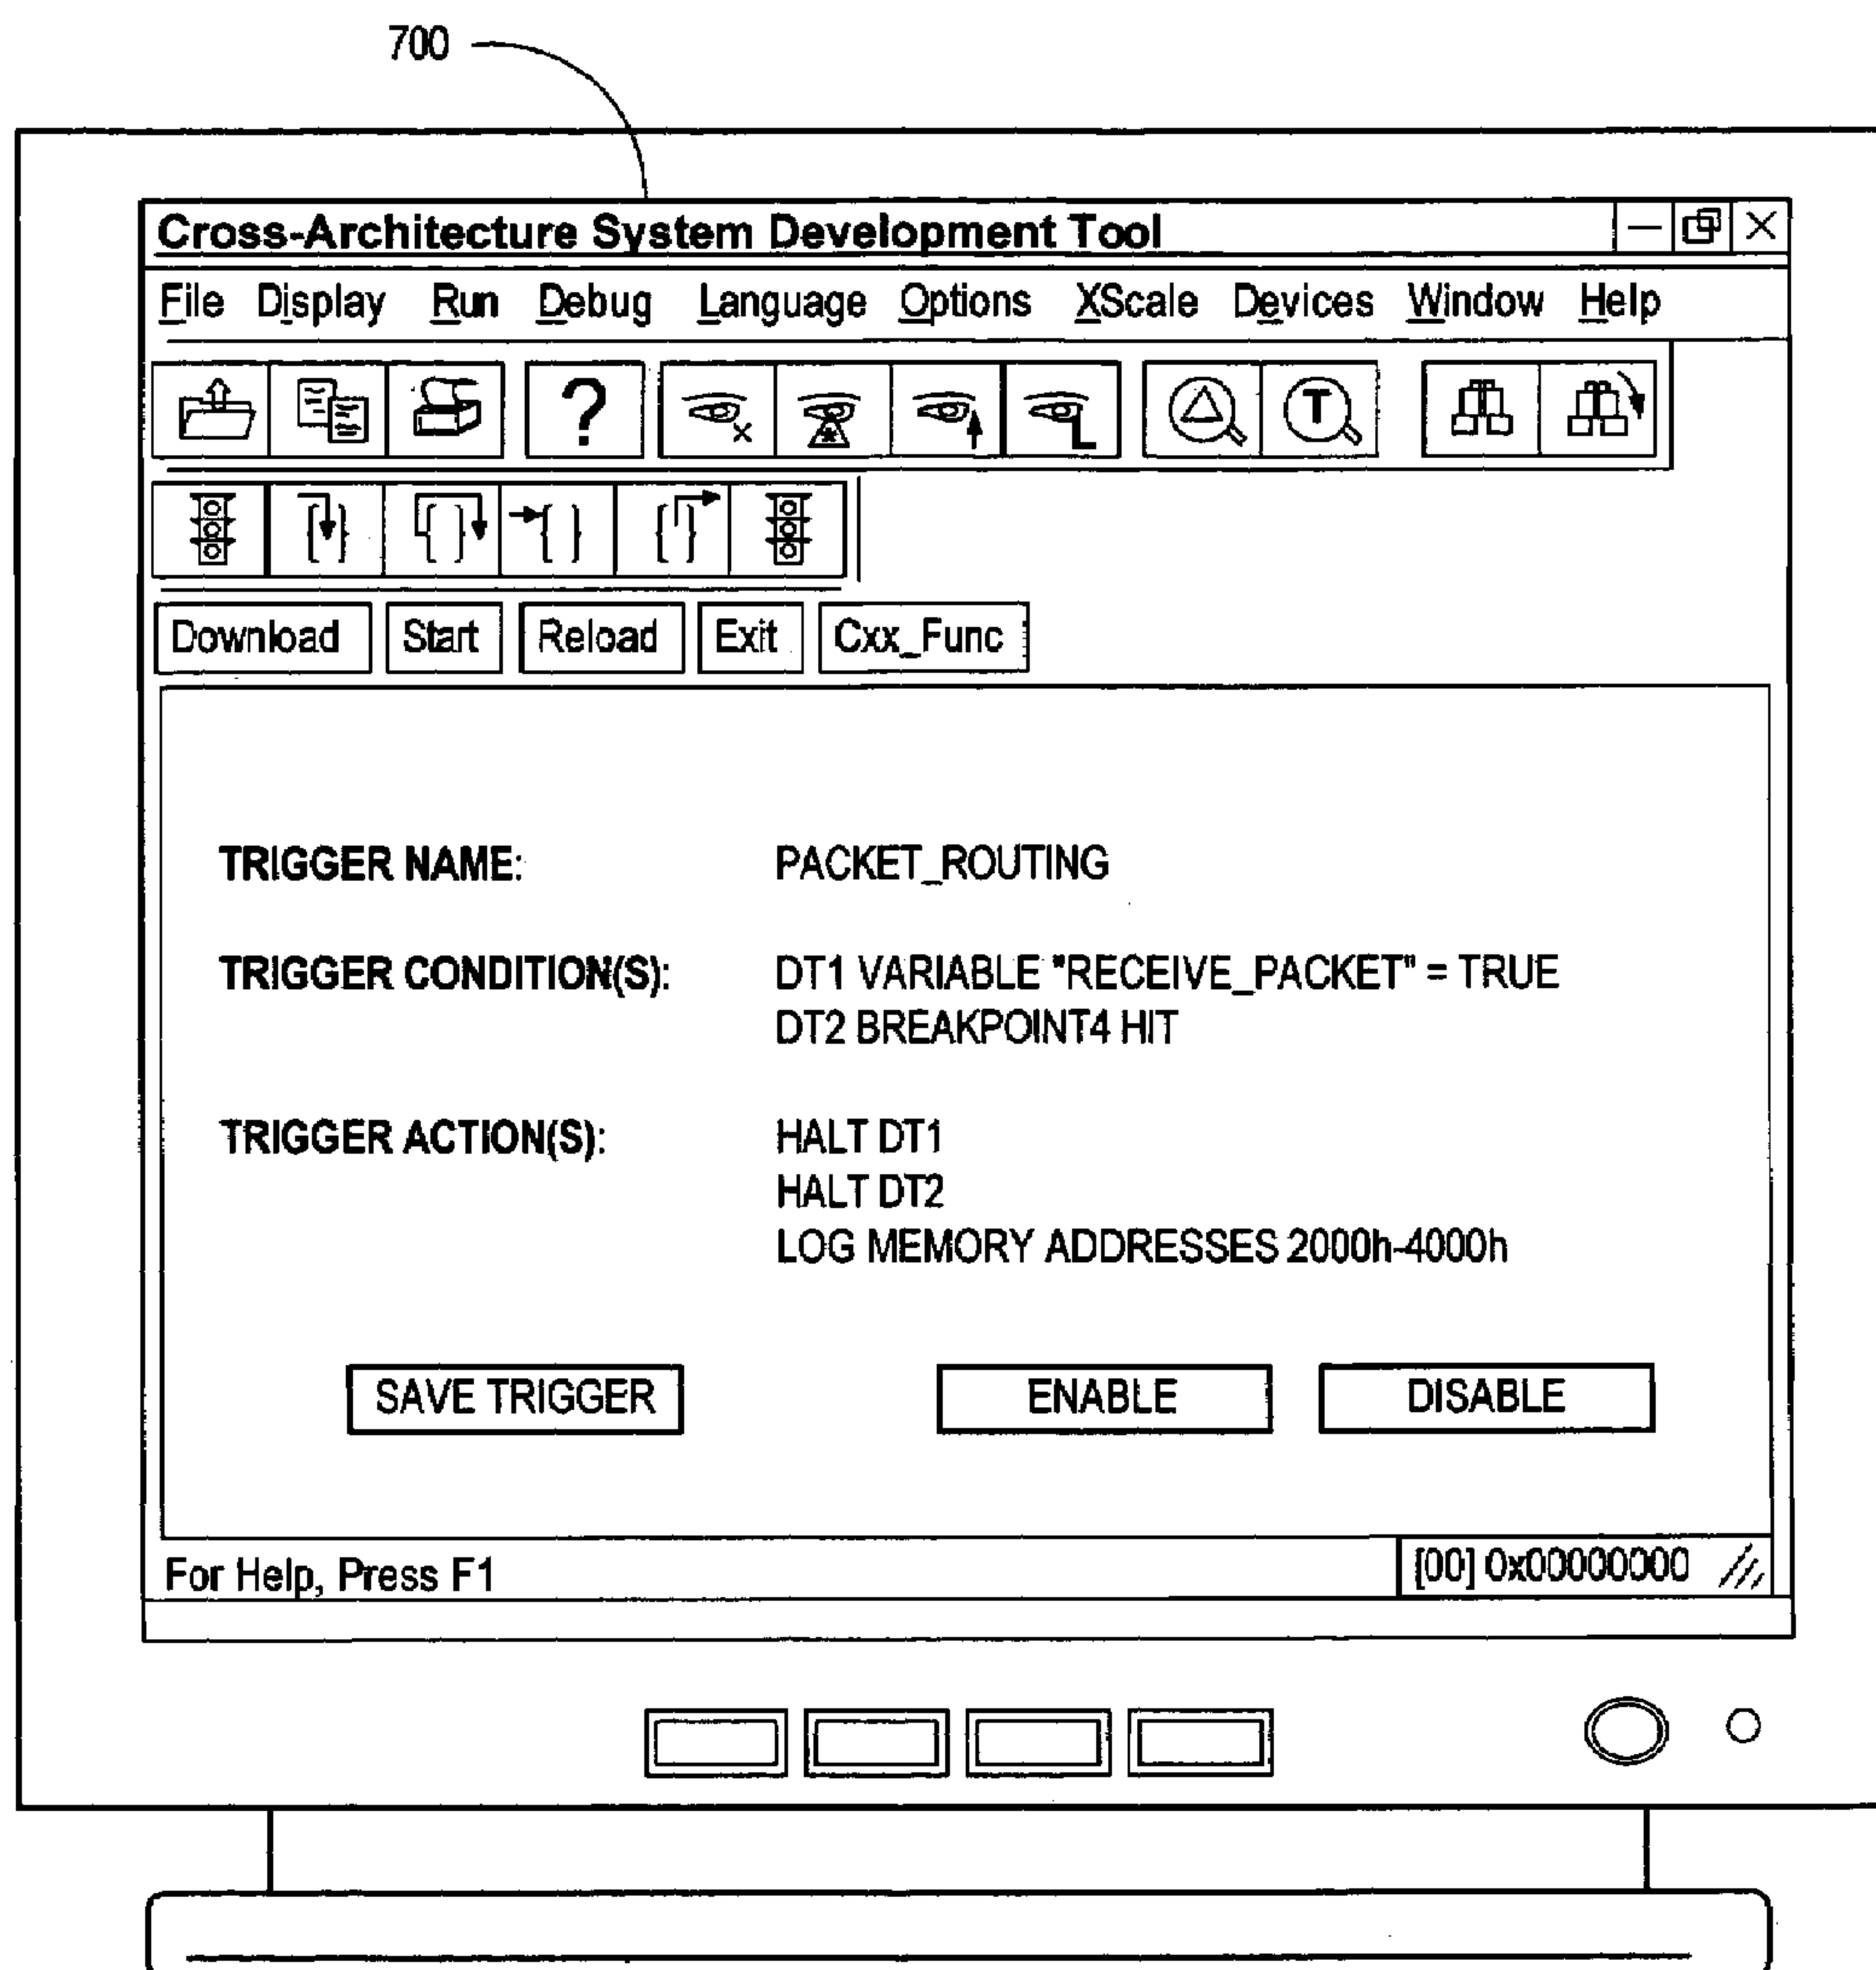 700
Cross-Architecture System Development Tool
File Display Run Debug Language Options XScale Devices Window Help
? T
L
Download Start Reload Exit Cxx_Func
TRIGGER NAME: PACKET_ROUTING
TRIGGER CONDITION(S): DT1 VARIABLE "RECEIVE_PACKET" = TRUE
DT2 BREAKPOINT4 HIT
TRIGGER ACTION(S): HALT DT1
HALT DT2
LOG MEMORY ADDRESSES 2000h-4000h
SAVE TRIGGER ENABLE DISABLE
For Help, Press F1 [00] 0x00000000